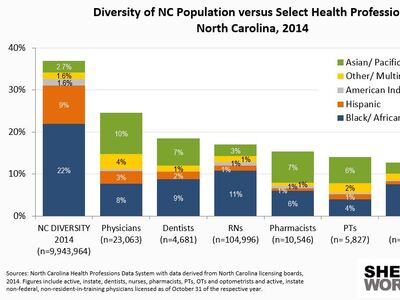 Diversity of NC Population versus Select Health Professio
North Carolina, 2014
40%
30%
20%
10%
0%
2.7%
1.6%
1.6%
9%
22%
10%
4%
3%
8%
7%
1%
2%
9%
3%
1%
1%
1%
11%
7%
1%
1%
1%
6%
6%
2%
1%
4%
Asian/ Pacific
Other/ Multir
American Ind
Hispanic
Black/ Africar
NC DIVERSITY
2014
(n=9,943,964)
Physicians
(n=23,063)
Dentists
(n=4,681)
RNs
(n=104,996)
Pharmacists
(n=10,546)
PTs
(n= 5,827)
Sources: North Carolina Health Professions Data System with data derived from North Carolina licensing boards,
2014. Figures include active, instate, dentists, nurses, pharmacists, PTs, OTs and optometrists and active, instate
non-federal, non-resident-in-training physicians licensed as of October 31 of the respective year.
SHE
WOR